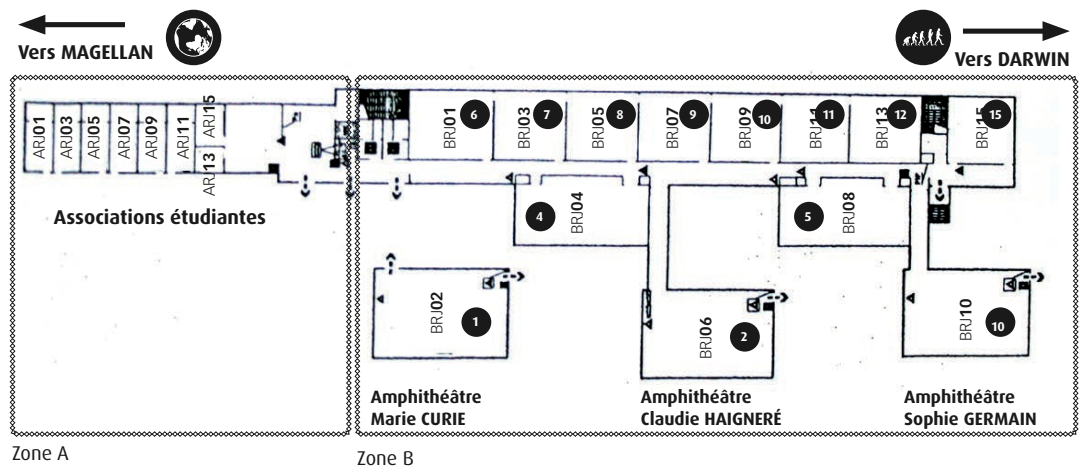 Vers MAGELLAN
Vers DARWIN
ARJ01
ARJ03
ARJ05
ARJ07
ARJ09
ARJ11
ARJ15
ARJ13
BRJ01
6
BRJ03
7
BRJ05
8
BRJ07
9
BRJ09
10
BRJ11
11
BRJ13
12
BRJ15
15
Associations étudiantes
4
BRJ04
5
BRJ08
BRJ02
1
BRJ06
2
BRJ10
10
Amphithéâtre
Marie CURIE
Amphithéâtre
Claudie HAIGNERÉ
Amphithéâtre
Sophie GERMAIN
Zone A
Zone B